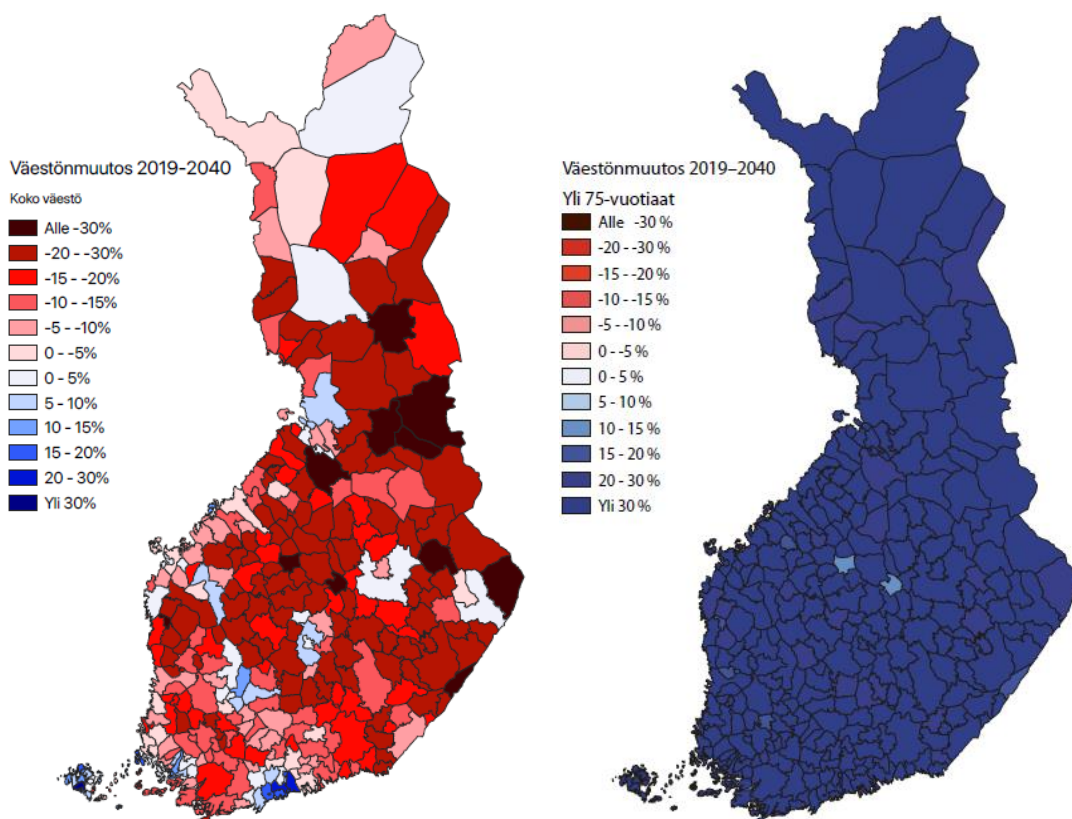 Väestönmuutos 2019-2040
Koko väestö
Alle -30%
-20 - -30%
-15 - -20%
-10 - -15%
-5 - -10%
0 - -5%
0 - 5%
5 - 10%
10 - 15%
15 - 20%
20 - 30%
Yli 30%
Väestönmuutos 2019–2040
Yli 75-vuotiaat
Alle -30 %
-20 - -30 %
-15 - -20 %
-10 - -15 %
-5 - -10 %
0 - -5 %
0 - 5 %
5 - 10 %
10 - 15 %
15 - 20 %
20 - 30 %
Yli 30 %